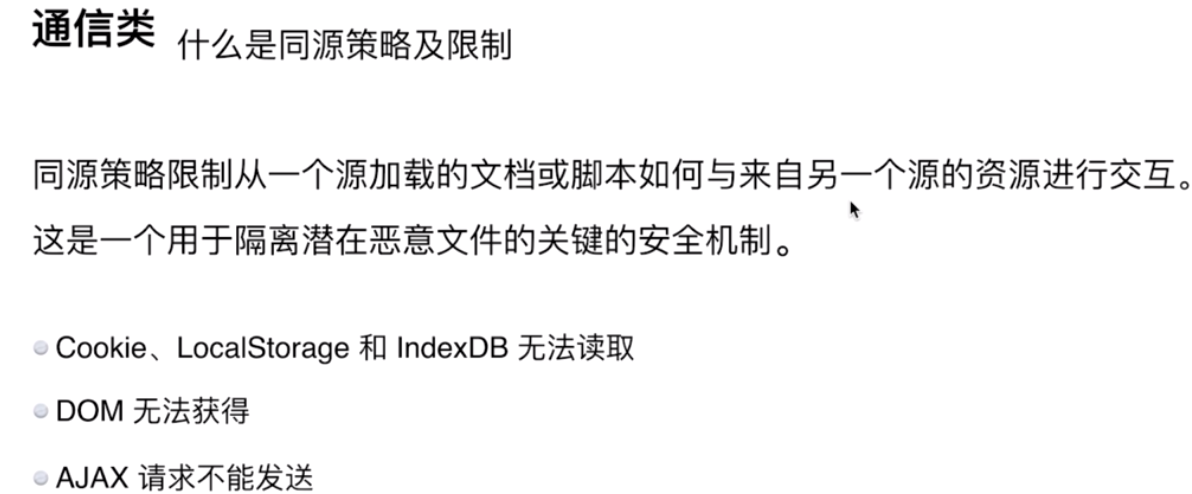 通信类 什么是同源策略及限制
同源策略限制从一个源加载的文档或脚本如何与来自另一个源的资源进行交互。
这是一个用于隔离潜在恶意文件的关键的安全机制。
Cookie、LocalStorage 和 IndexDB 无法读取
DOM 无法获得
AJAX 请求不能发送